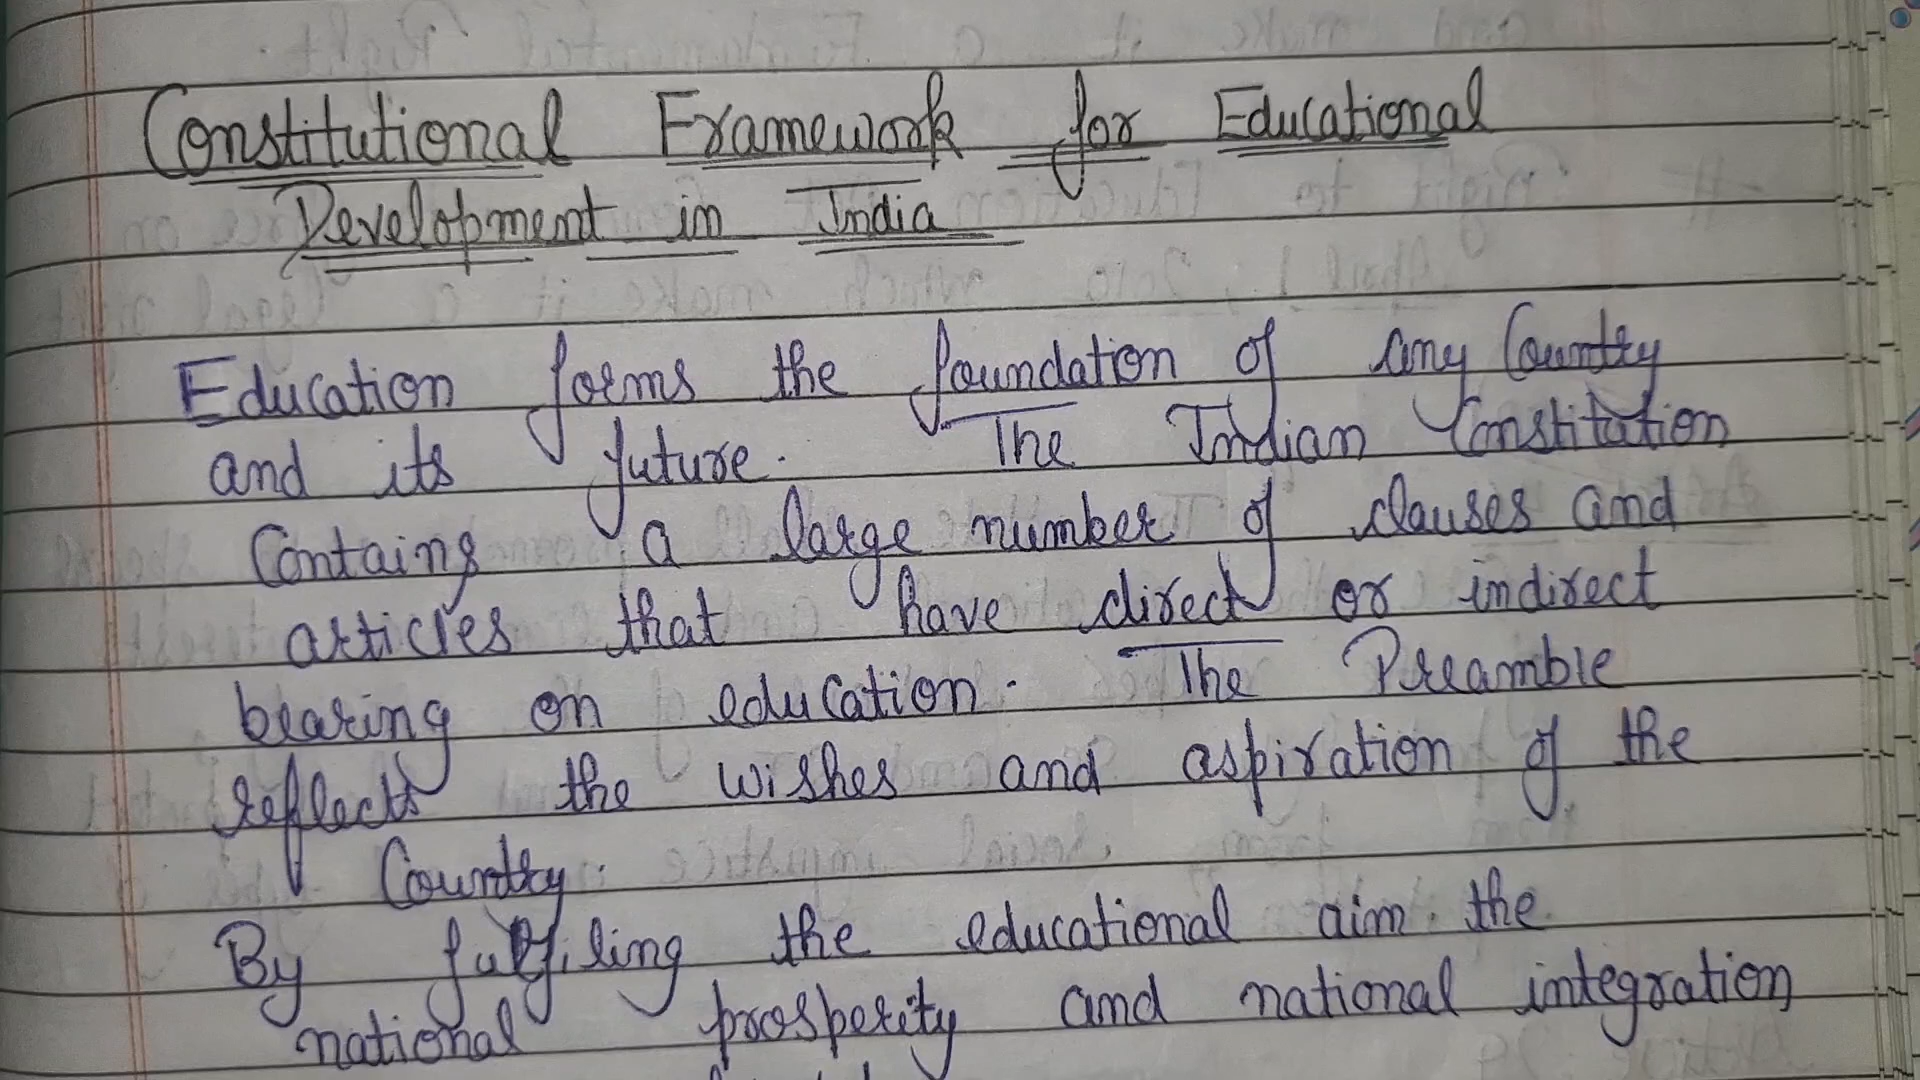 Constitutional Framework for Educational
Development in India
Education forms the foundation of any Country
and its future. The Indian Constitution
Contains a large number of clauses and
articles that have direct or indirect
bearing on education. The Preamble
reflects the wishes and aspiration of the
Country.
By fulfiling the educational aim the
national prosperity and national integration